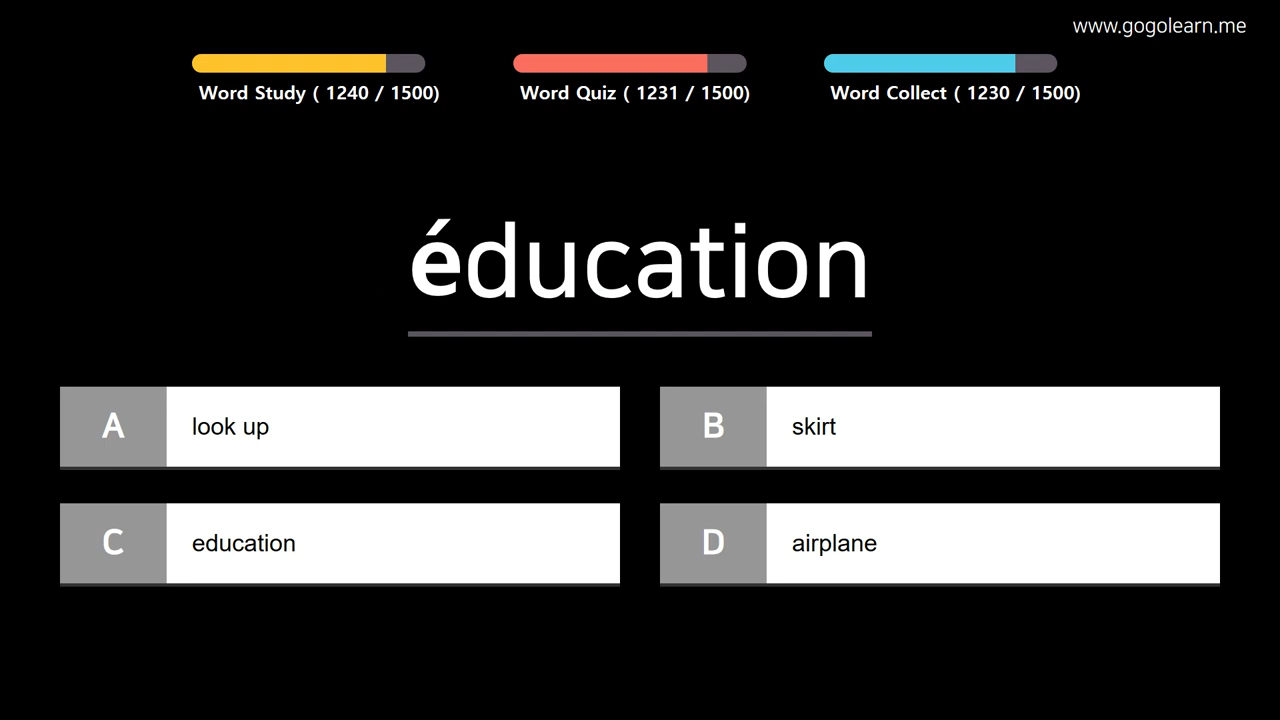 www.gogolearn.me
Word Study ( 1240 / 1500)
Word Quiz ( 1231 / 1500)
Word Collect ( 1230 / 1500)
éducation
A look up
B skirt
C education
D airplane